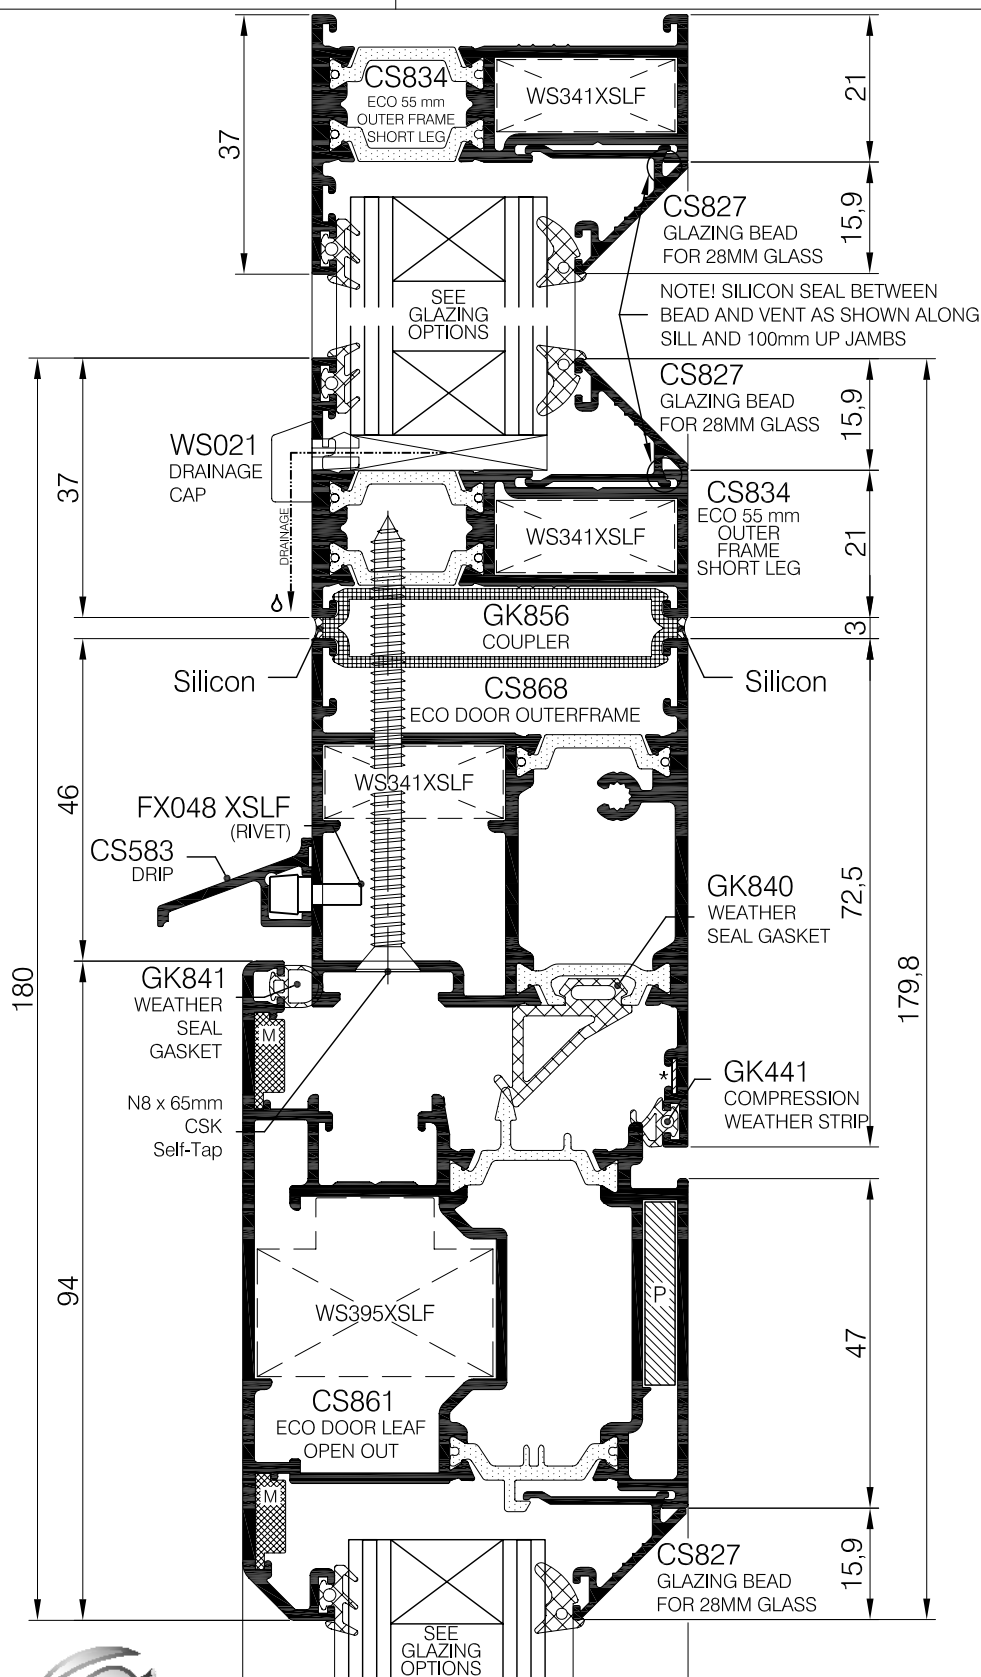 37
CS834
ECO 55 mm
OUTER FRAME
SHORT LEG
WS341XSLF
21
CS827
GLAZING BEAD
FOR 28MM GLASS
15,9
SEE
GLAZING
OPTIONS
NOTE! SILICON SEAL BETWEEN
BEAD AND VENT AS SHOWN ALONG
SILL AND 100mm UP JAMBS
CS827
GLAZING BEAD
FOR 28MM GLASS
15,9
WS021
DRAINAGE
CAP
37
DRAINAGE
WS341XSLF
CS834
ECO 55 mm
OUTER
FRAME
SHORT LEG
21
GK856
COUPLER
3
Silicon
Silicon
CS868
ECO DOOR OUTERFRAME
WS341XSLF
46
FX048 XSLF
(RIVET)
CS583
DRIP
GK840
WEATHER
SEAL GASKET
72,5
180
179,8
GK841
WEATHER
SEAL
GASKET
M
*
GK441
COMPRESSION
WEATHER STRIP
N8 x 65mm
CSK
Self-Tap
94
WS395XSLF
P
47
CS861
ECO DOOR LEAF
OPEN OUT
M
CS827
GLAZING BEAD
FOR 28MM GLASS
15,9
SEE
GLAZING
OPTIONS